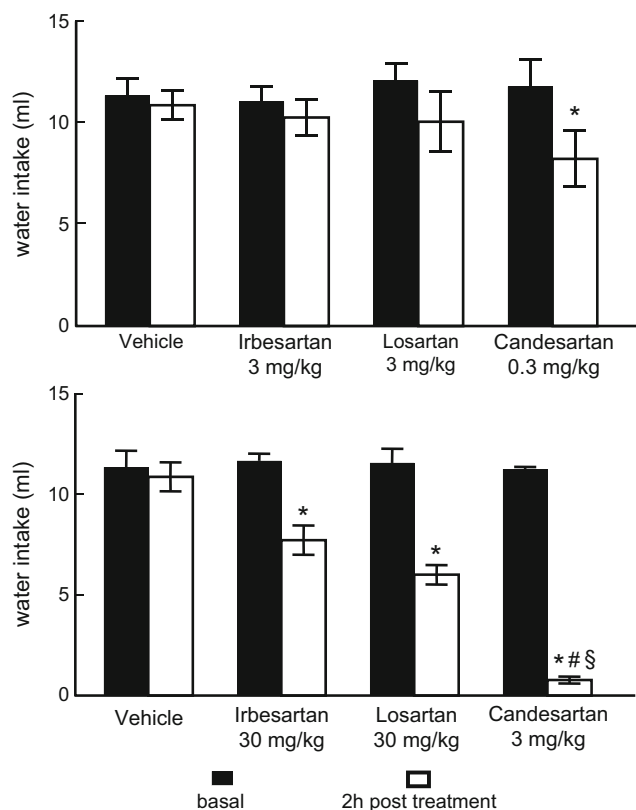 15
10
5
0
water intake (ml)
*
Vehicle Irbesartan Losartan Candesartan
3 mg/kg 3 mg/kg 0.3 mg/kg
15
10
5
0
water intake (ml)
* * *#§
Vehicle Irbesartan Losartan Candesartan
30 mg/kg 30 mg/kg 3 mg/kg
basal 2h post treatment